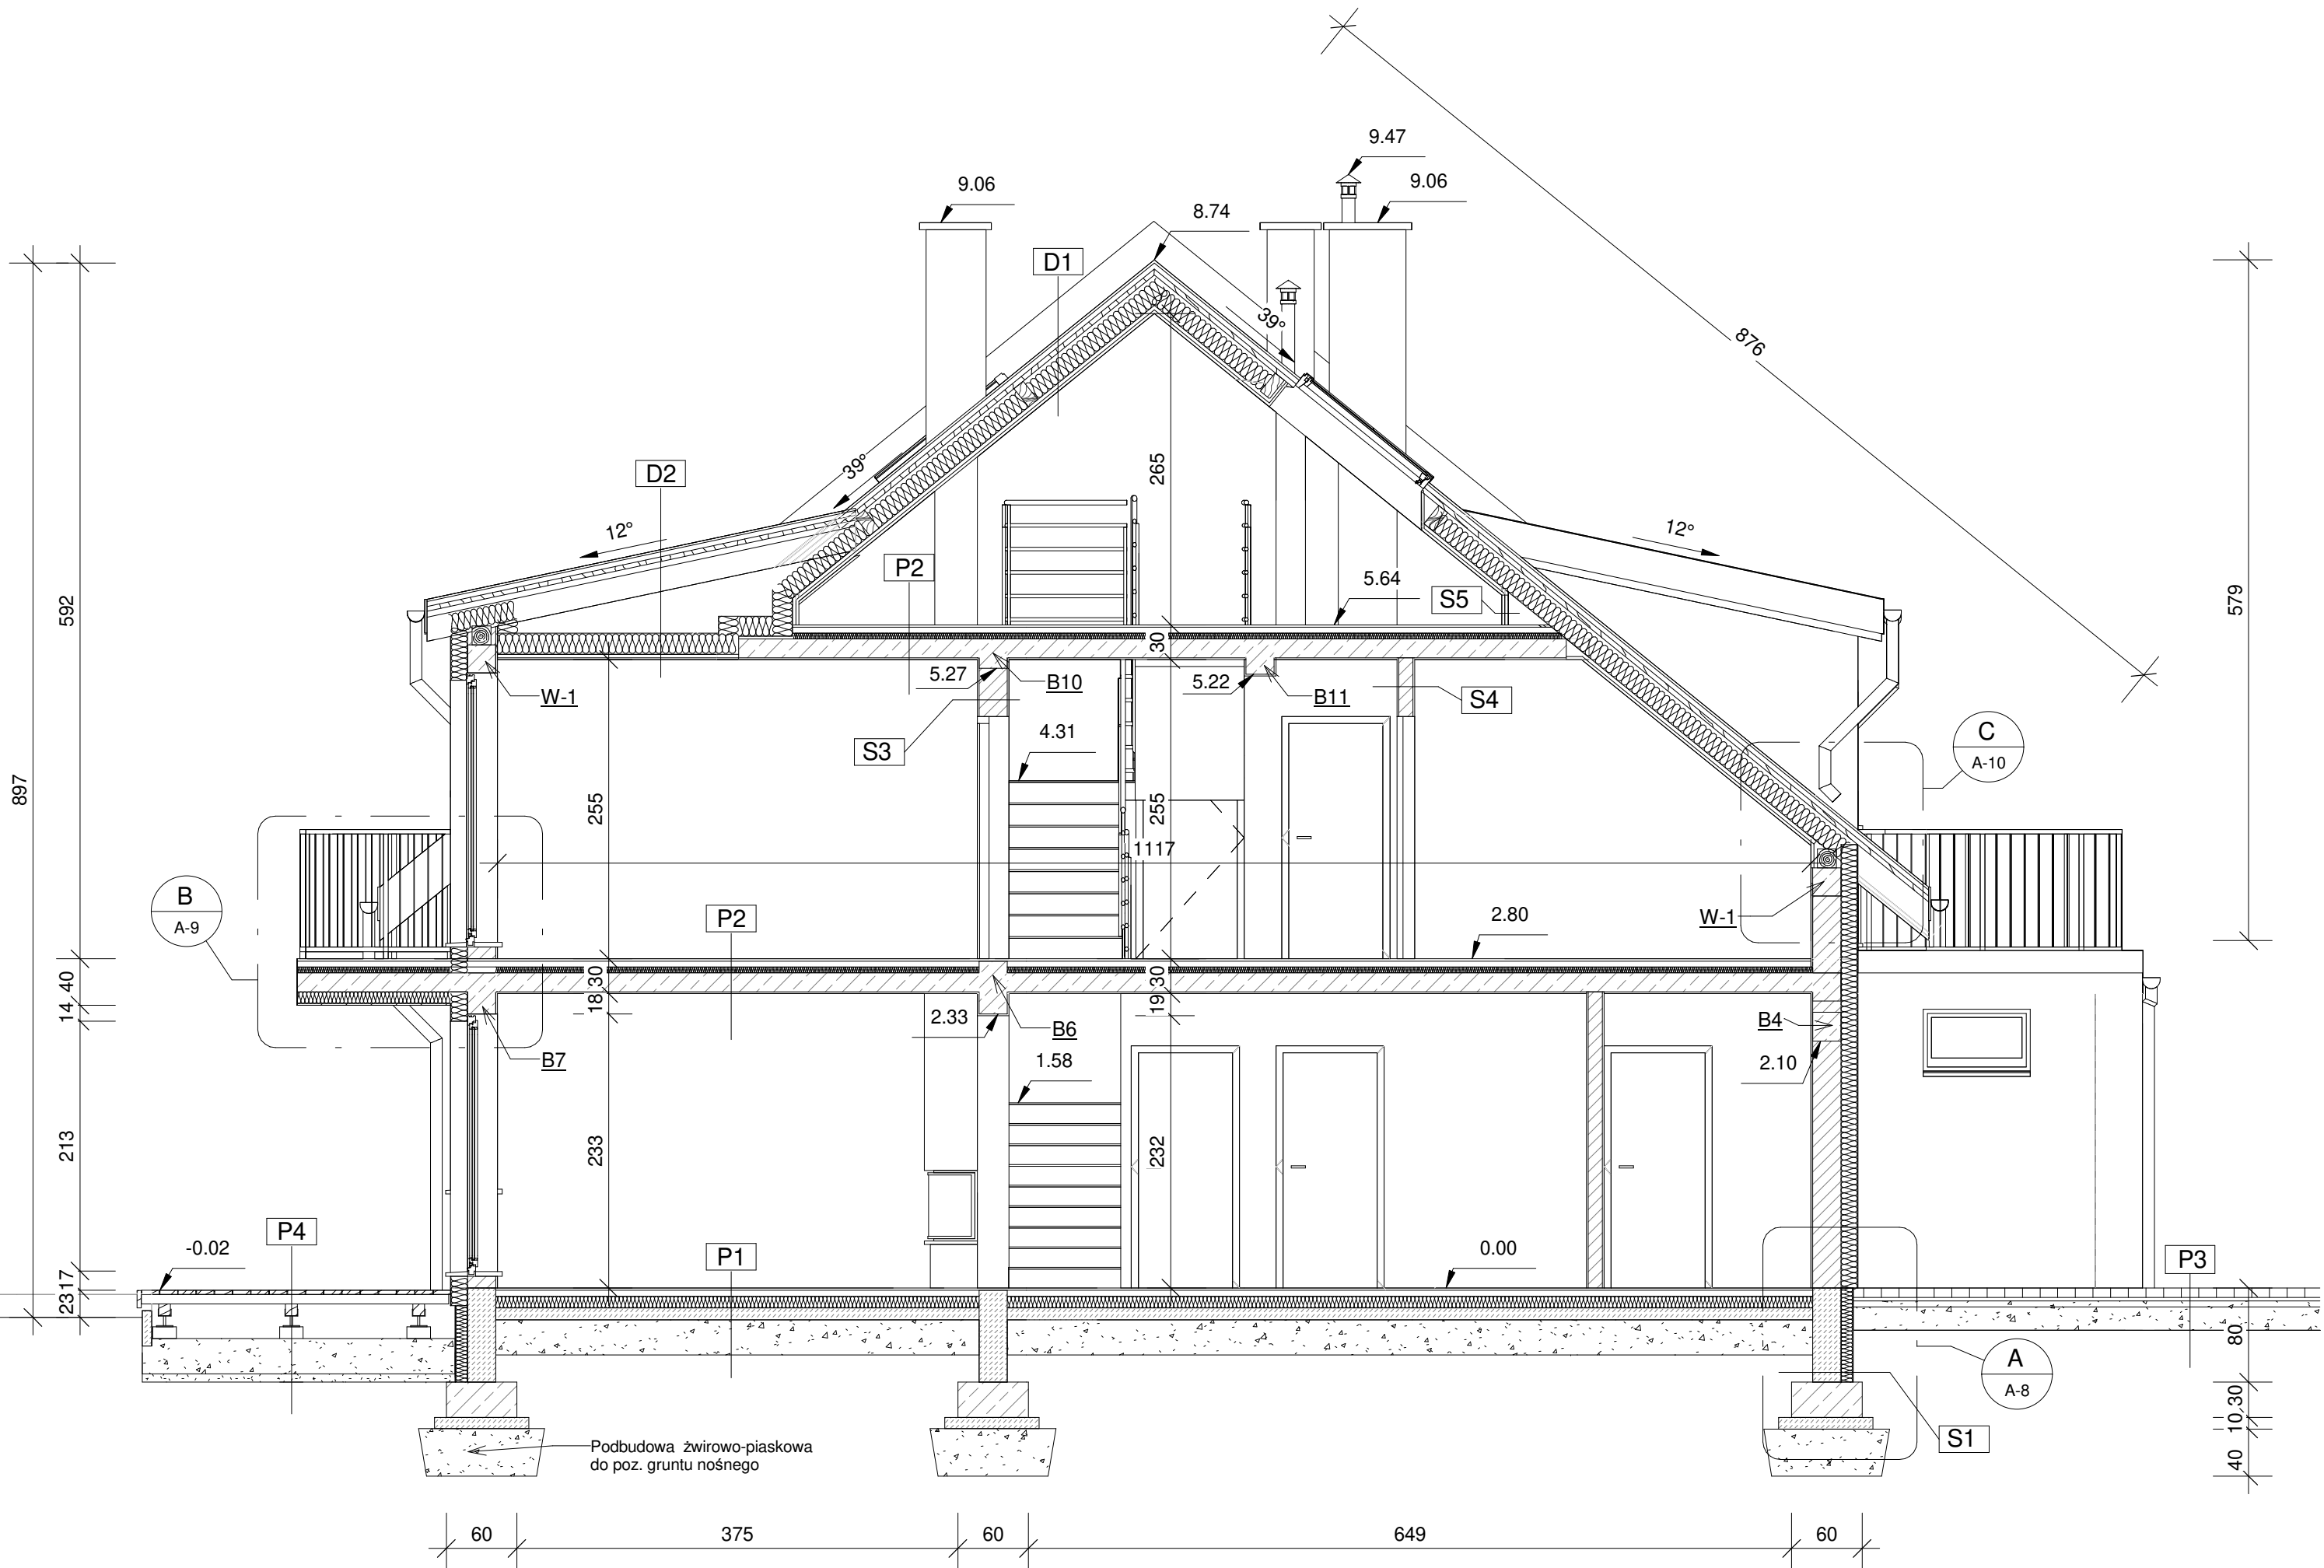 9.47
9.06
9.06
8.74
D1
39°
876
265
39°
D2
12°
12°
P2
5.64
S5
592
579
30
5.27
B10
5.22
B11
S4
W-1
S3
4.31
C
A-10
897
255
255
1117
B
A-9
P2
2.80
W-1
40
14
30
18
30
19
2.33
B6
B4
B7
1.58
2.10
213
233
232
P4
-0.02
P1
0.00
P3
17
23
80
A
A-8
30
10
40
S1
Podbudowa żwirowo-piaskowa
do poz. gruntu nośnego
60
375
60
649
60